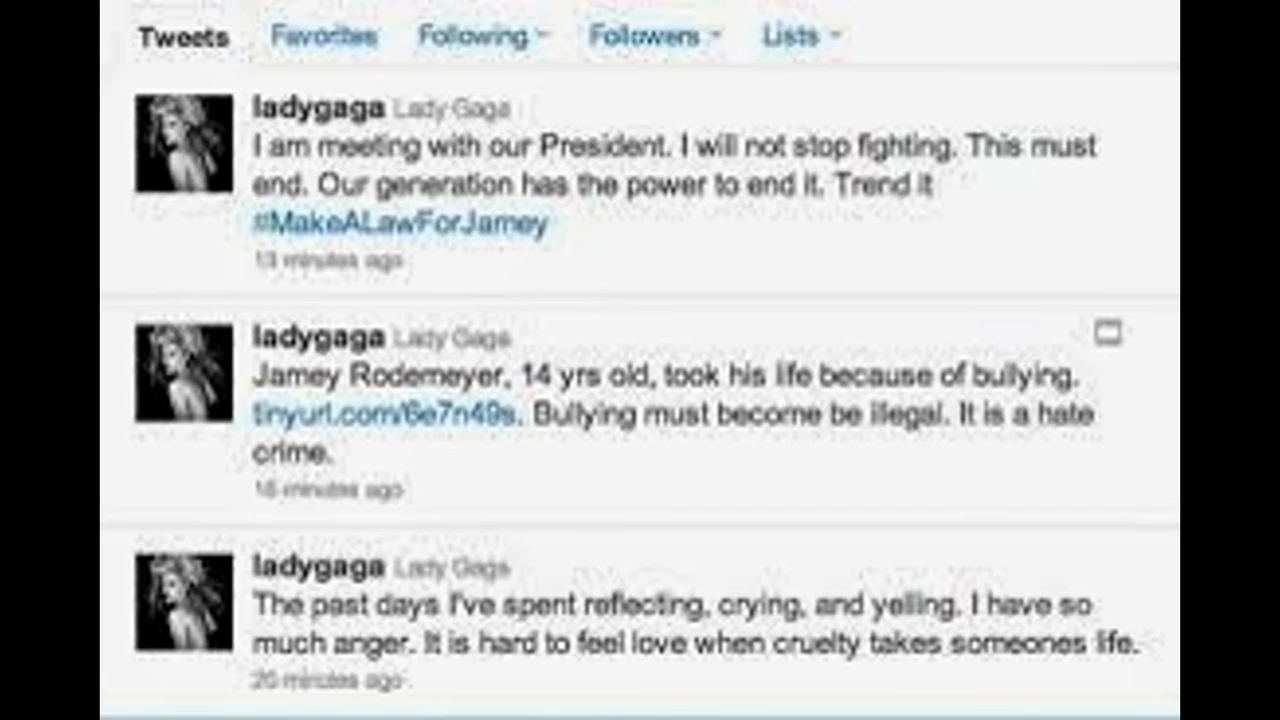 Tweets Favorites Following Followers Lists
ladygaga Lady Gaga
I am meeting with our President. I will not stop fighting. This must
end. Our generation has the power to end it. Trend it
#MakeALawForJamey
13 minutes ago
ladygaga Lady Gaga
Jamey Rodemeyer, 14 yrs old, took his life because of bullying.
tinyurl.com/6e7n49s. Bullying must become be illegal. It is a hate
crime.
16 minutes ago
ladygaga Lady Gaga
The past days I've spent reflecting, crying, and yelling. I have so
much anger. It is hard to feel love when cruelty takes someones life.
20 minutes ago